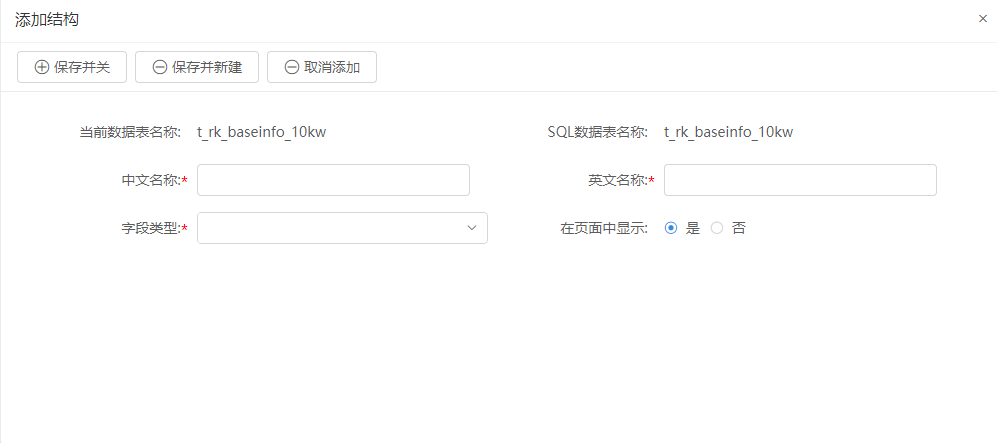 添加结构
保存并关 保存并新建 取消添加
当前数据表名称: t_rk_baseinfo_10kw SQL数据表名称: t_rk_baseinfo_10kw
中文名称:* 英文名称:*
字段类型:* 在页面中显示: 是 否